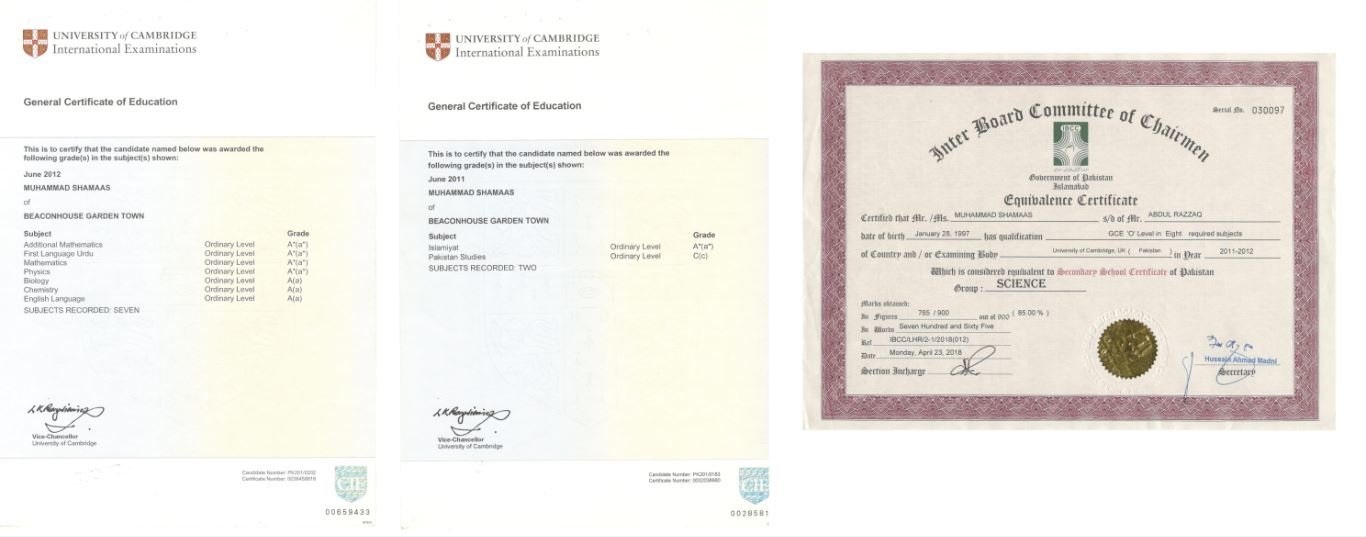 UNIVERSITY of CAMBRIDGE
International Examinations
General Certificate of Education
This is to certify that the candidate named below was awarded the
following grade(s) in the subject(s) shown:
June 2012
MUHAMMAD SHAMAAS
of
BEACONHOUSE GARDEN TOWN
Subject Grade
Additional Mathematics Ordinary Level A*(a*)
First Language Urdu Ordinary Level A*(a*)
Mathematics Ordinary Level A*(a*)
Physics Ordinary Level A*(a*)
Biology Ordinary Level A(a)
Chemistry Ordinary Level A(a)
English Language Ordinary Level A(a)
SUBJECTS RECORDED: SEVEN
Vice-Chancellor
University of Cambridge
Candidate Number: PK201/0202
Certificate Number:
CIE
00659433
UNIVERSITY of CAMBRIDGE
International Examinations
General Certificate of Education
This is to certify that the candidate named below was awarded the
following grade(s) in the subject(s) shown:
June 2011
MUHAMMAD SHAMAAS
of
BEACONHOUSE GARDEN TOWN
Subject Grade
Islamiyat Ordinary Level A*(a*)
Pakistan Studies Ordinary Level C(c)
SUBJECTS RECORDED: TWO
Vice-Chancellor
University of Cambridge
Candidate Number:
Certificate Number:
CIE
0028581
Serial No. 030097
Inter Board Committee of Chairmen
IBCC
Government of Pakistan
Islamabad
Equivalence Certificate
Certified that Mr. /Ms. MUHAMMAD SHAMAAS s/d of Mr. ABDUL RAZZAQ
date of birth January 28, 1997 has qualification GCE 'O' Level in Eight required subjects
of Country and / or Examining Body University of Cambridge, UK ( Pakistan ) in Year 2011-2012
Which is considered equivalent to Secondary School Certificate of Pakistan
Group : SCIENCE
Marks obtained:
In Figures 765 / 900 out of 900 ( 85.00 % )
In Words Seven Hundred and Sixty Five
Ref IBCC/LHR/2-1/2018(012)
Date Monday, April 23, 2018
Section Incharge
Hussain Ahmad Madni
Secretary